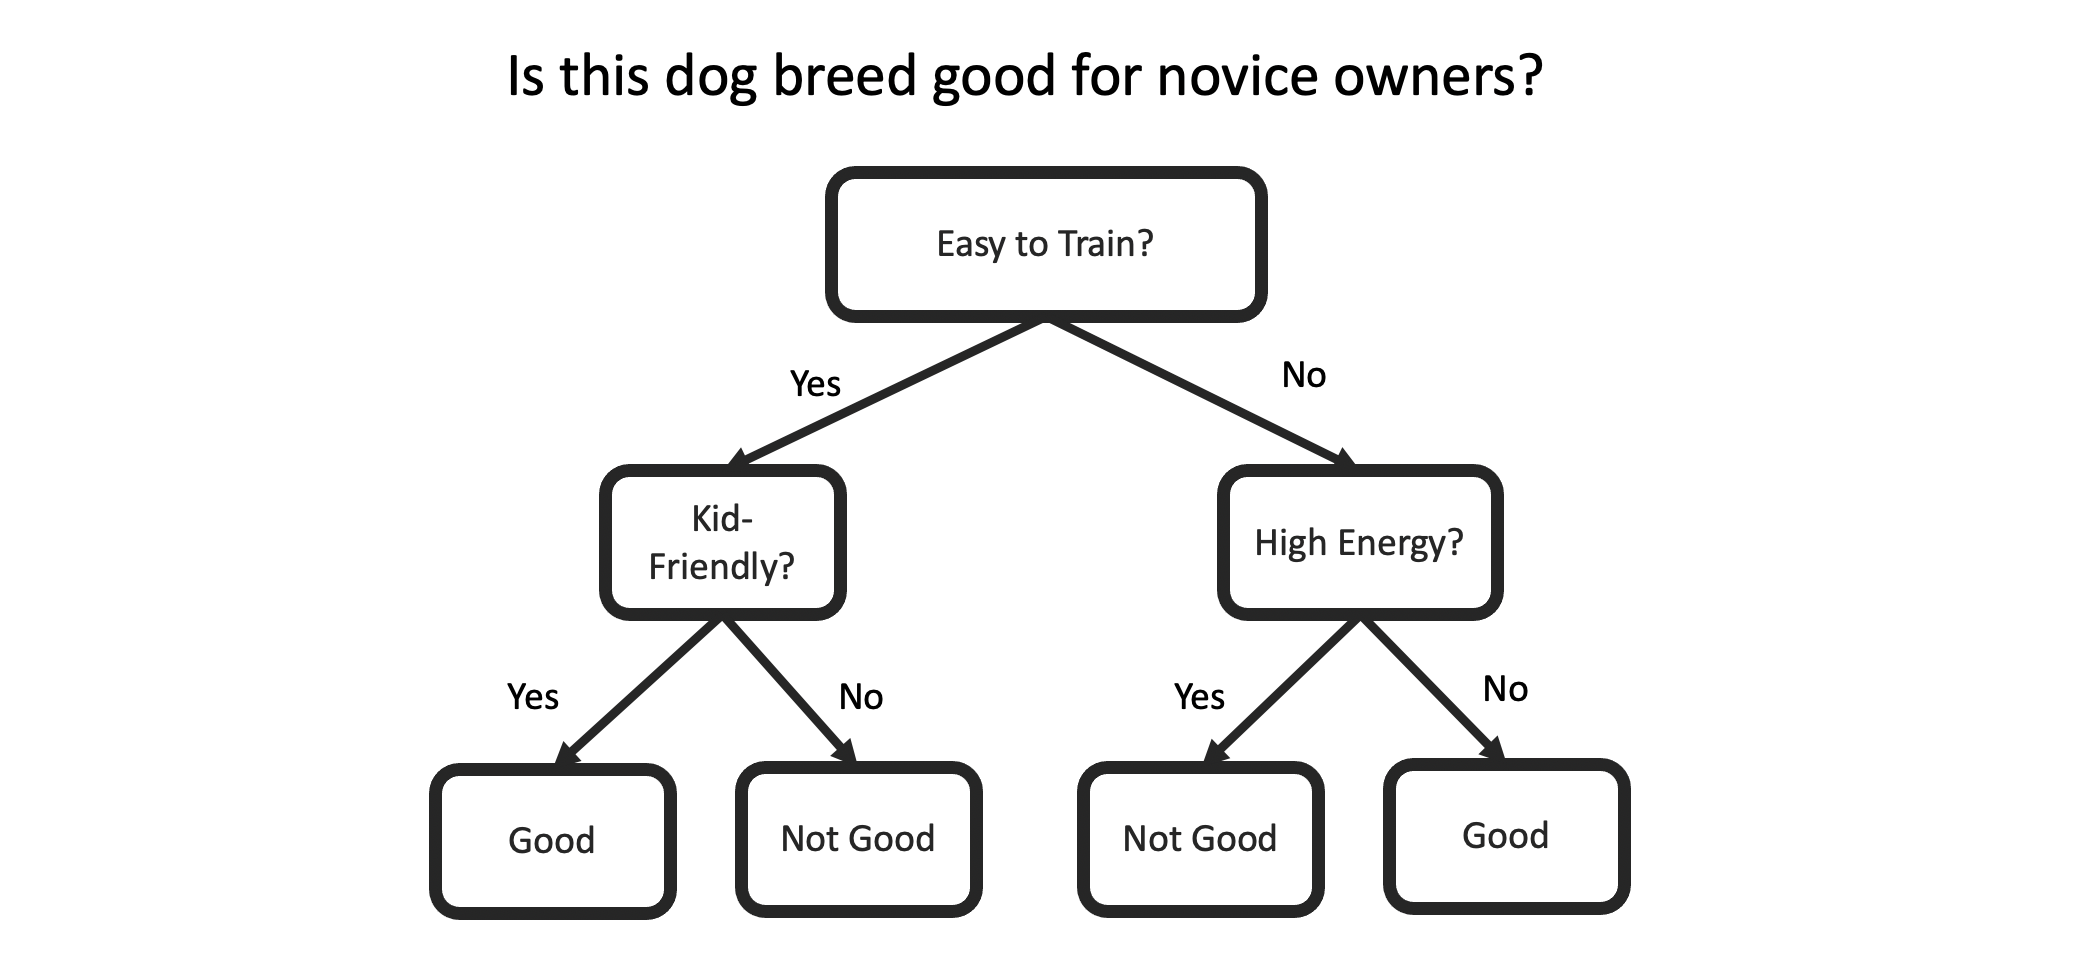 Is this dog breed good for novice owners?
Easy to Train?
Yes
No
Kid-
Friendly?
High Energy?
Yes
No
Yes
No
Good
Not Good
Not Good
Good